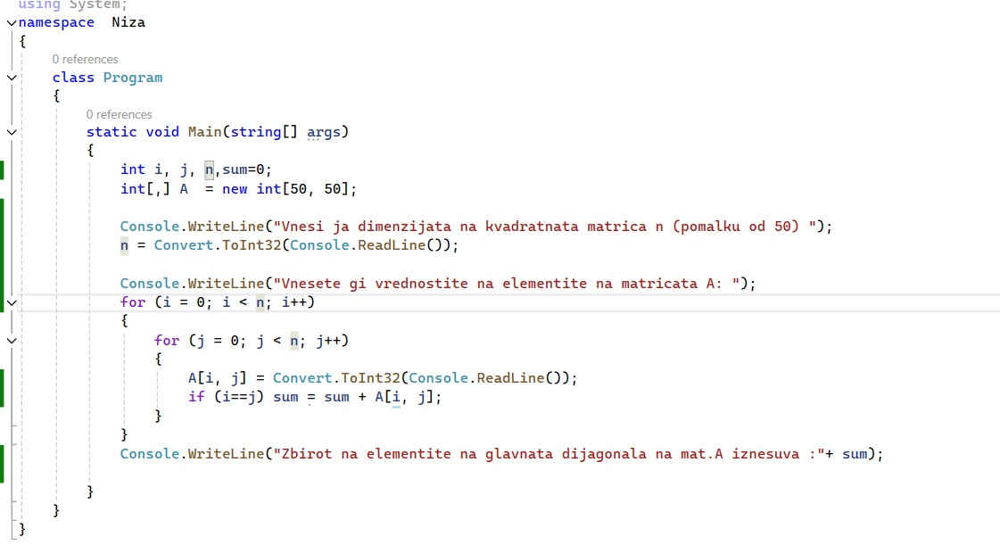 using System;
namespace Niza
{
0 references
class Program
{
0 references
static void Main(string[] args)
{
int i, j, n,sum=0;
int[,] A = new int[50, 50];
Console.WriteLine("Vnesi ja dimenzijata na kvadratnata matrica n (pomalku od 50) ");
n = Convert.ToInt32(Console.ReadLine());
Console.WriteLine("Vnesete gi vrednostite na elementite na matricata A: ");
for (i = 0; i < n; i++)
{
for (j = 0; j < n; j++)
{
A[i, j] = Convert.ToInt32(Console.ReadLine());
if (i==j) sum = sum + A[i, j];
}
}
Console.WriteLine("Zbirot na elementite na glavnata dijagonala na mat.A iznesuva :"+ sum);
}
}
}